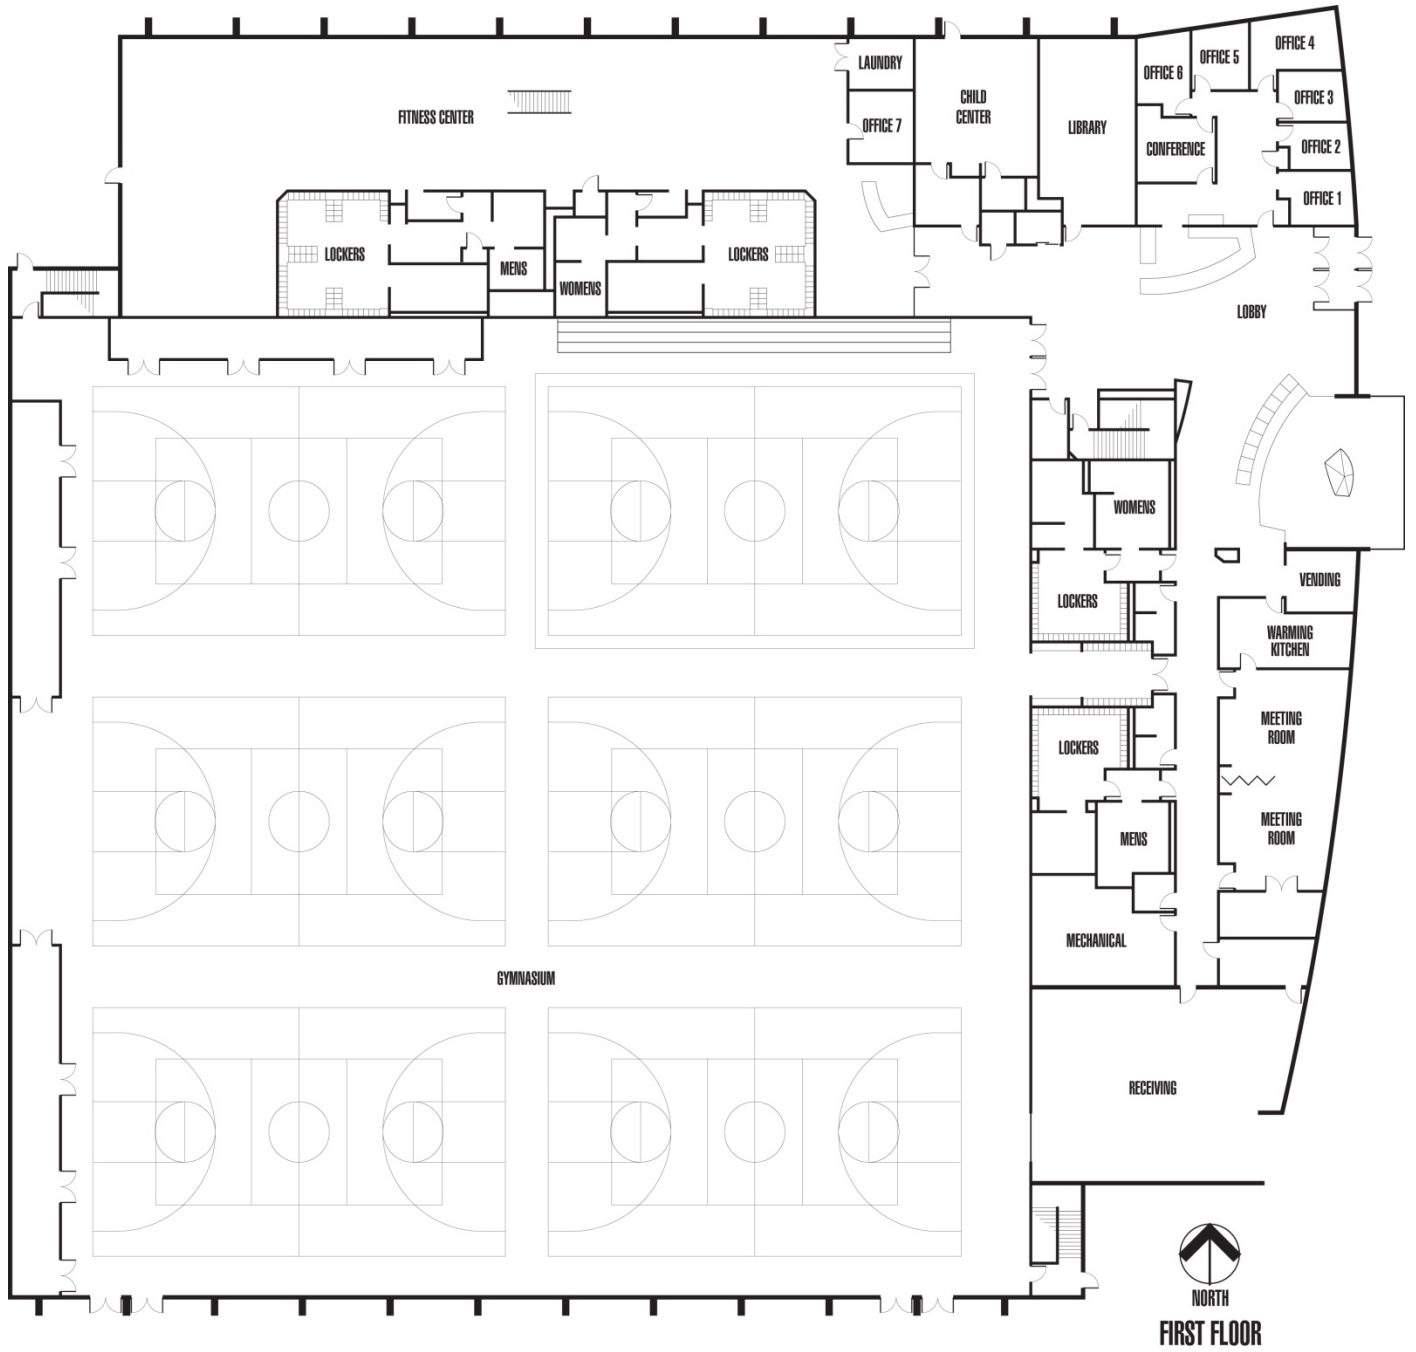 OFFICE 4
OFFICE 5
LAUNDRY
OFFICE 6
CHILD
CENTER
OFFICE 3
FITNESS CENTER
OFFICE 7
LIBRARY
CONFERENCE
OFFICE 2
OFFICE 1
LOCKERS
MENS
WOMENS
LOCKERS
LOBBY
WOMENS
VENDING
LOCKERS
WARMING
KITCHEN
MEETING
ROOM
LOCKERS
MEETING
ROOM
MENS
MECHANICAL
GYMNASIUM
RECEIVING
NORTH
FIRST FLOOR